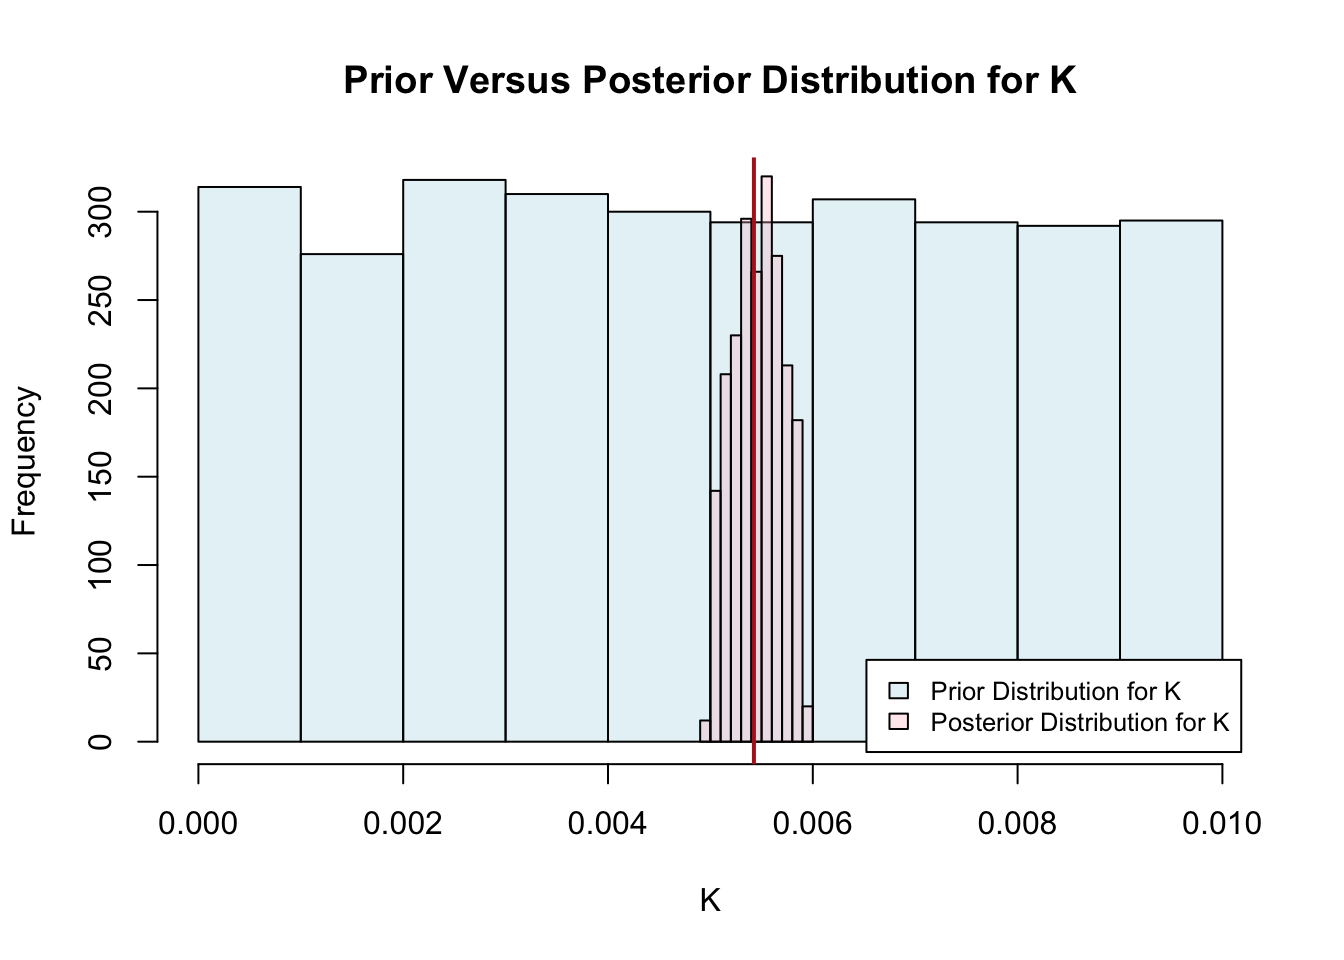 Prior Versus Posterior Distribution for K
Frequency
300
250
200
150
100
50
0
Prior Distribution for K
Posterior Distribution for K
0.000 0.002 0.004 0.006 0.008 0.010
K